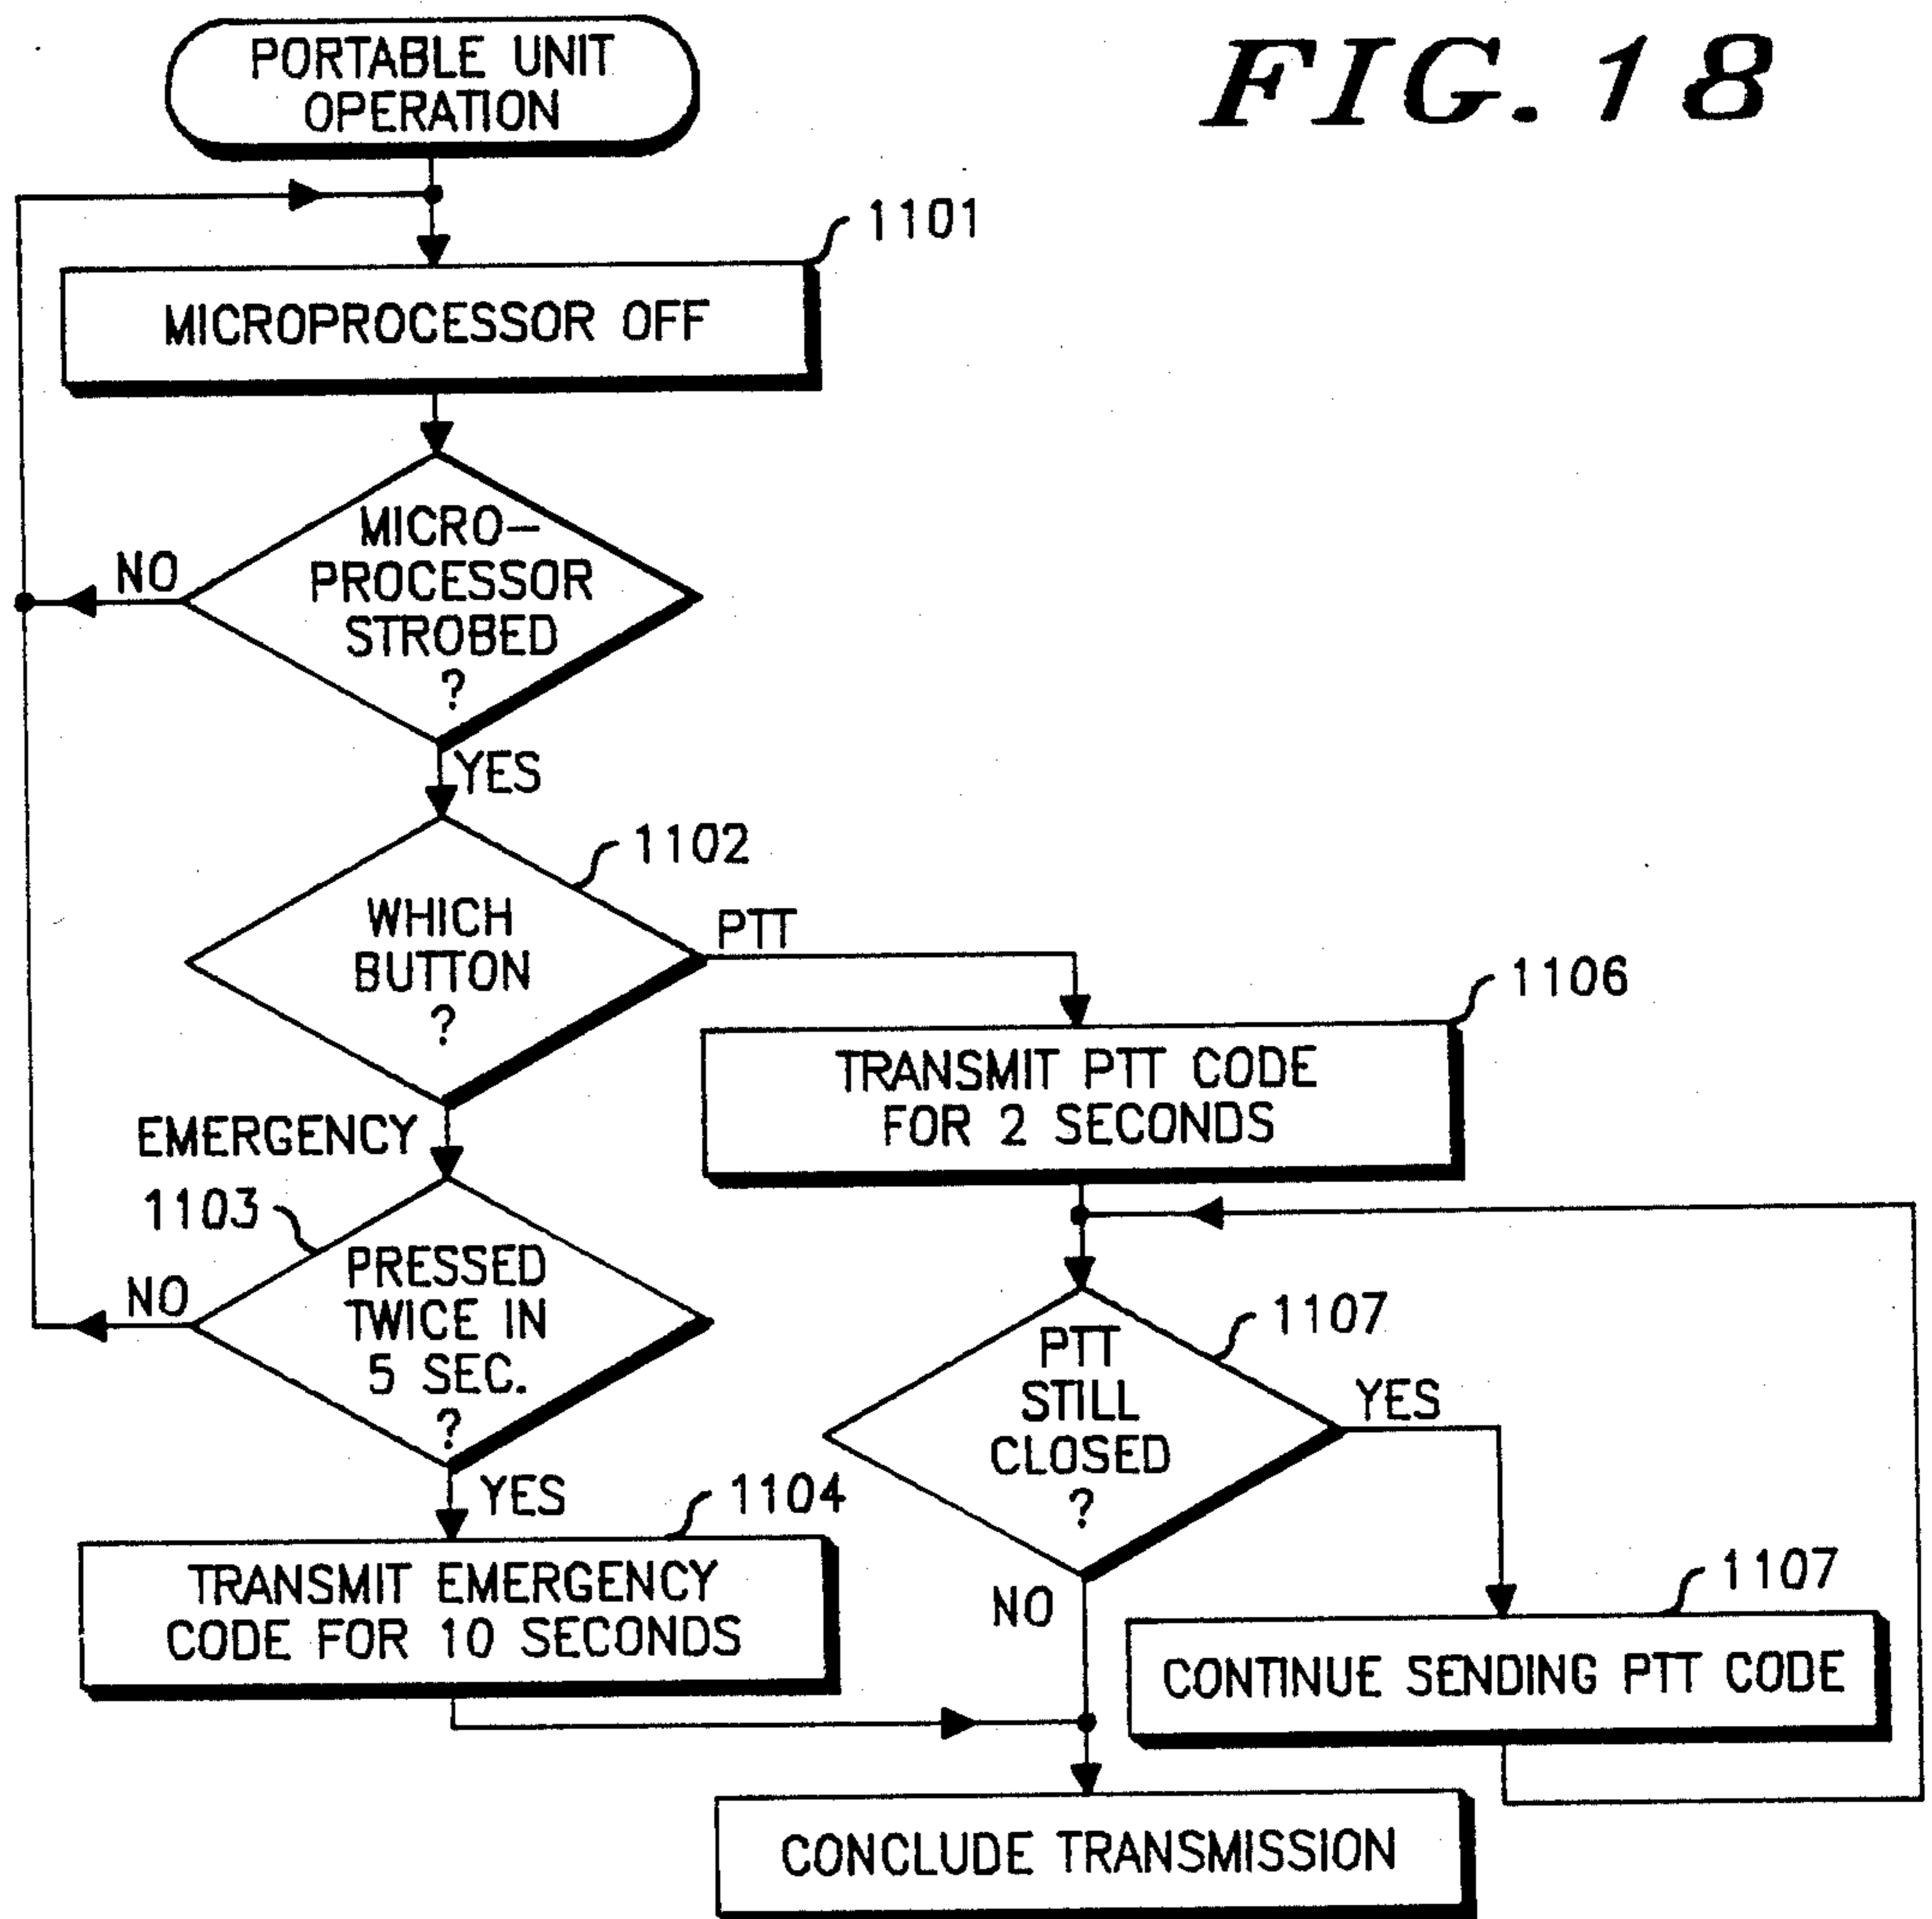 FIG. 18
PORTABLE UNIT
OPERATION
1101
MICROPROCESSOR OFF
MICRO-
PROCESSOR
STROBED
?
NO
YES
1102
WHICH
BUTTON
?
PTT
EMERGENCY
1106
TRANSMIT PTT CODE
FOR 2 SECONDS
1103
PRESSED
TWICE IN
5 SEC.
?
NO
YES
1107
PTT
STILL
CLOSED
?
YES
NO
1104
TRANSMIT EMERGENCY
CODE FOR 10 SECONDS
1107
CONTINUE SENDING PTT CODE
CONCLUDE TRANSMISSION